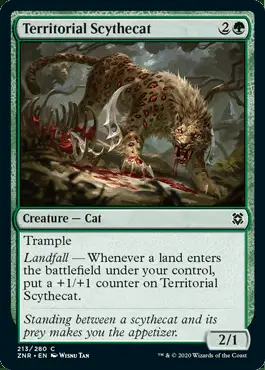 Territorial Scythecat 2
Creature — Cat
Trample
Landfall — Whenever a land enters
the battlefield under your control,
put a +1/+1 counter on Territorial
Scythecat.
Standing between a scythecat and its
prey makes you the appetizer.
2/1
213/280 C
ZNR • EN Wisnu Tan
™ & © 2020 Wizards of the Coast